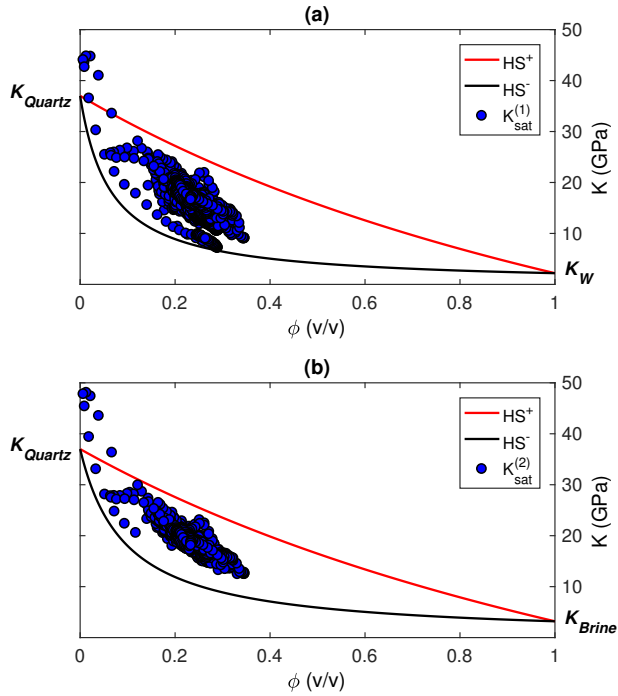 (a)
50
40
30
20
10
K (GPa)
K_Quartz
K_W
HS⁺
HS⁻
K_sat^(1)
0 0.2 0.4 0.6 0.8 1
ϕ (v/v)
(b)
50
40
30
20
10
K (GPa)
K_Quartz
K_Brine
HS⁺
HS⁻
K_sat^(2)
0 0.2 0.4 0.6 0.8 1
ϕ (v/v)